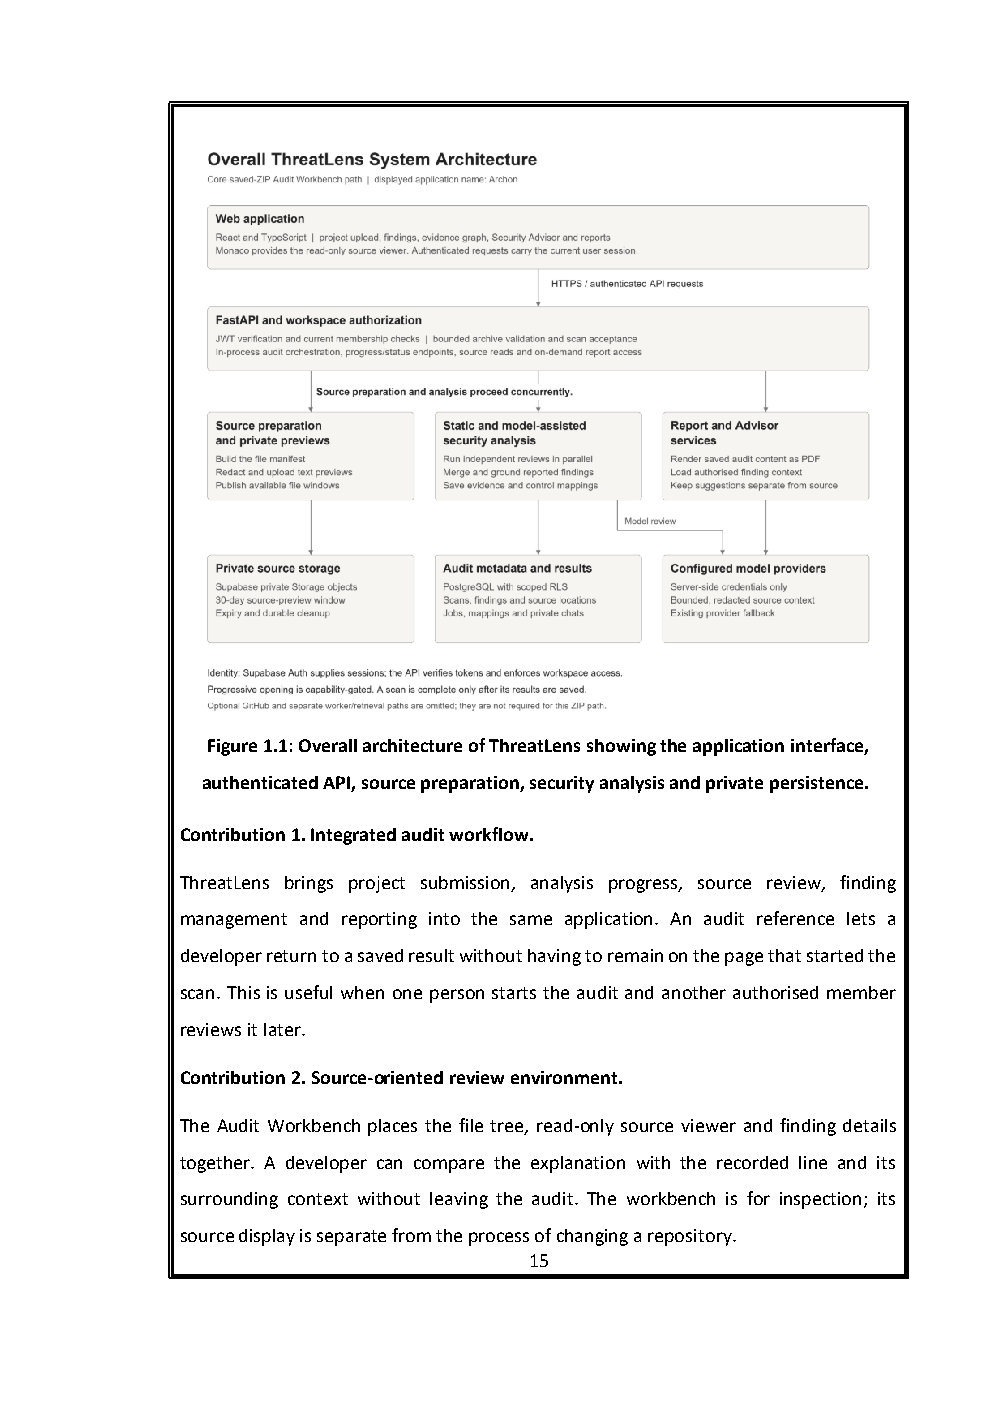 Overall ThreatLens System Architecture
Core saved-ZIP Audit Workbench path | displayed application name: Archon
Web application
React and TypeScript | project upload, findings, evidence graph, Security Advisor and reports
Monaco provides the read-only source viewer. Authenticated requests carry the current user session.
HTTPS / authenticated API requests
FastAPI and workspace authorization
JWT verification and current membership checks | bounded archive validation and scan acceptance
In-process audit orchestration, progress/status endpoints, source reads and on-demand report access
Source preparation and analysis proceed concurrently.
Source preparation
and private previews
Build the file manifest
Redact and upload text previews
Publish available file windows
Static and model-assisted
security analysis
Run independent reviews in parallel
Merge and ground reported findings
Save evidence and control mappings
Report and Advisor
services
Render saved audit content as PDF
Load authorised finding context
Keep suggestions separate from source
Model review
Private source storage
Supabase private Storage objects
30-day source-preview window
Expiry and durable cleanup
Audit metadata and results
PostgreSQL with scoped RLS
Scans, findings and source locations
Jobs, mappings and private chats
Configured model providers
Server-side credentials only
Bounded, redacted source context
Existing provider fallback
Identity: Supabase Auth supplies sessions; the API verifies tokens and enforces workspace access.
Progressive opening is capability-gated. A scan is complete only after its results are saved.
Optional GitHub and separate worker/retrieval paths are omitted; they are not required for this ZIP path.
Figure 1.1: Overall architecture of ThreatLens showing the application interface,
authenticated API, source preparation, security analysis and private persistence.
Contribution 1. Integrated audit workflow.
ThreatLens brings project submission, analysis progress, source review, finding
management and reporting into the same application. An audit reference lets a
developer return to a saved result without having to remain on the page that started the
scan. This is useful when one person starts the audit and another authorised member
reviews it later.
Contribution 2. Source-oriented review environment.
The Audit Workbench places the file tree, read-only source viewer and finding details
together. A developer can compare the explanation with the recorded line and its
surrounding context without leaving the audit. The workbench is for inspection; its
source display is separate from the process of changing a repository.
15